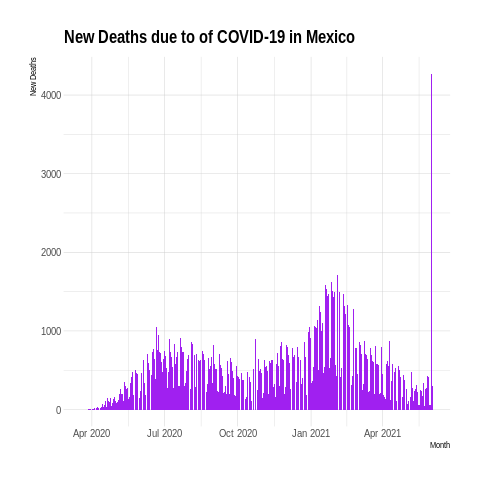 New Deaths due to of COVID-19 in Mexico
New Deaths
4000
3000
2000
1000
0
Apr 2020 Jul 2020 Oct 2020 Jan 2021 Apr 2021
Month